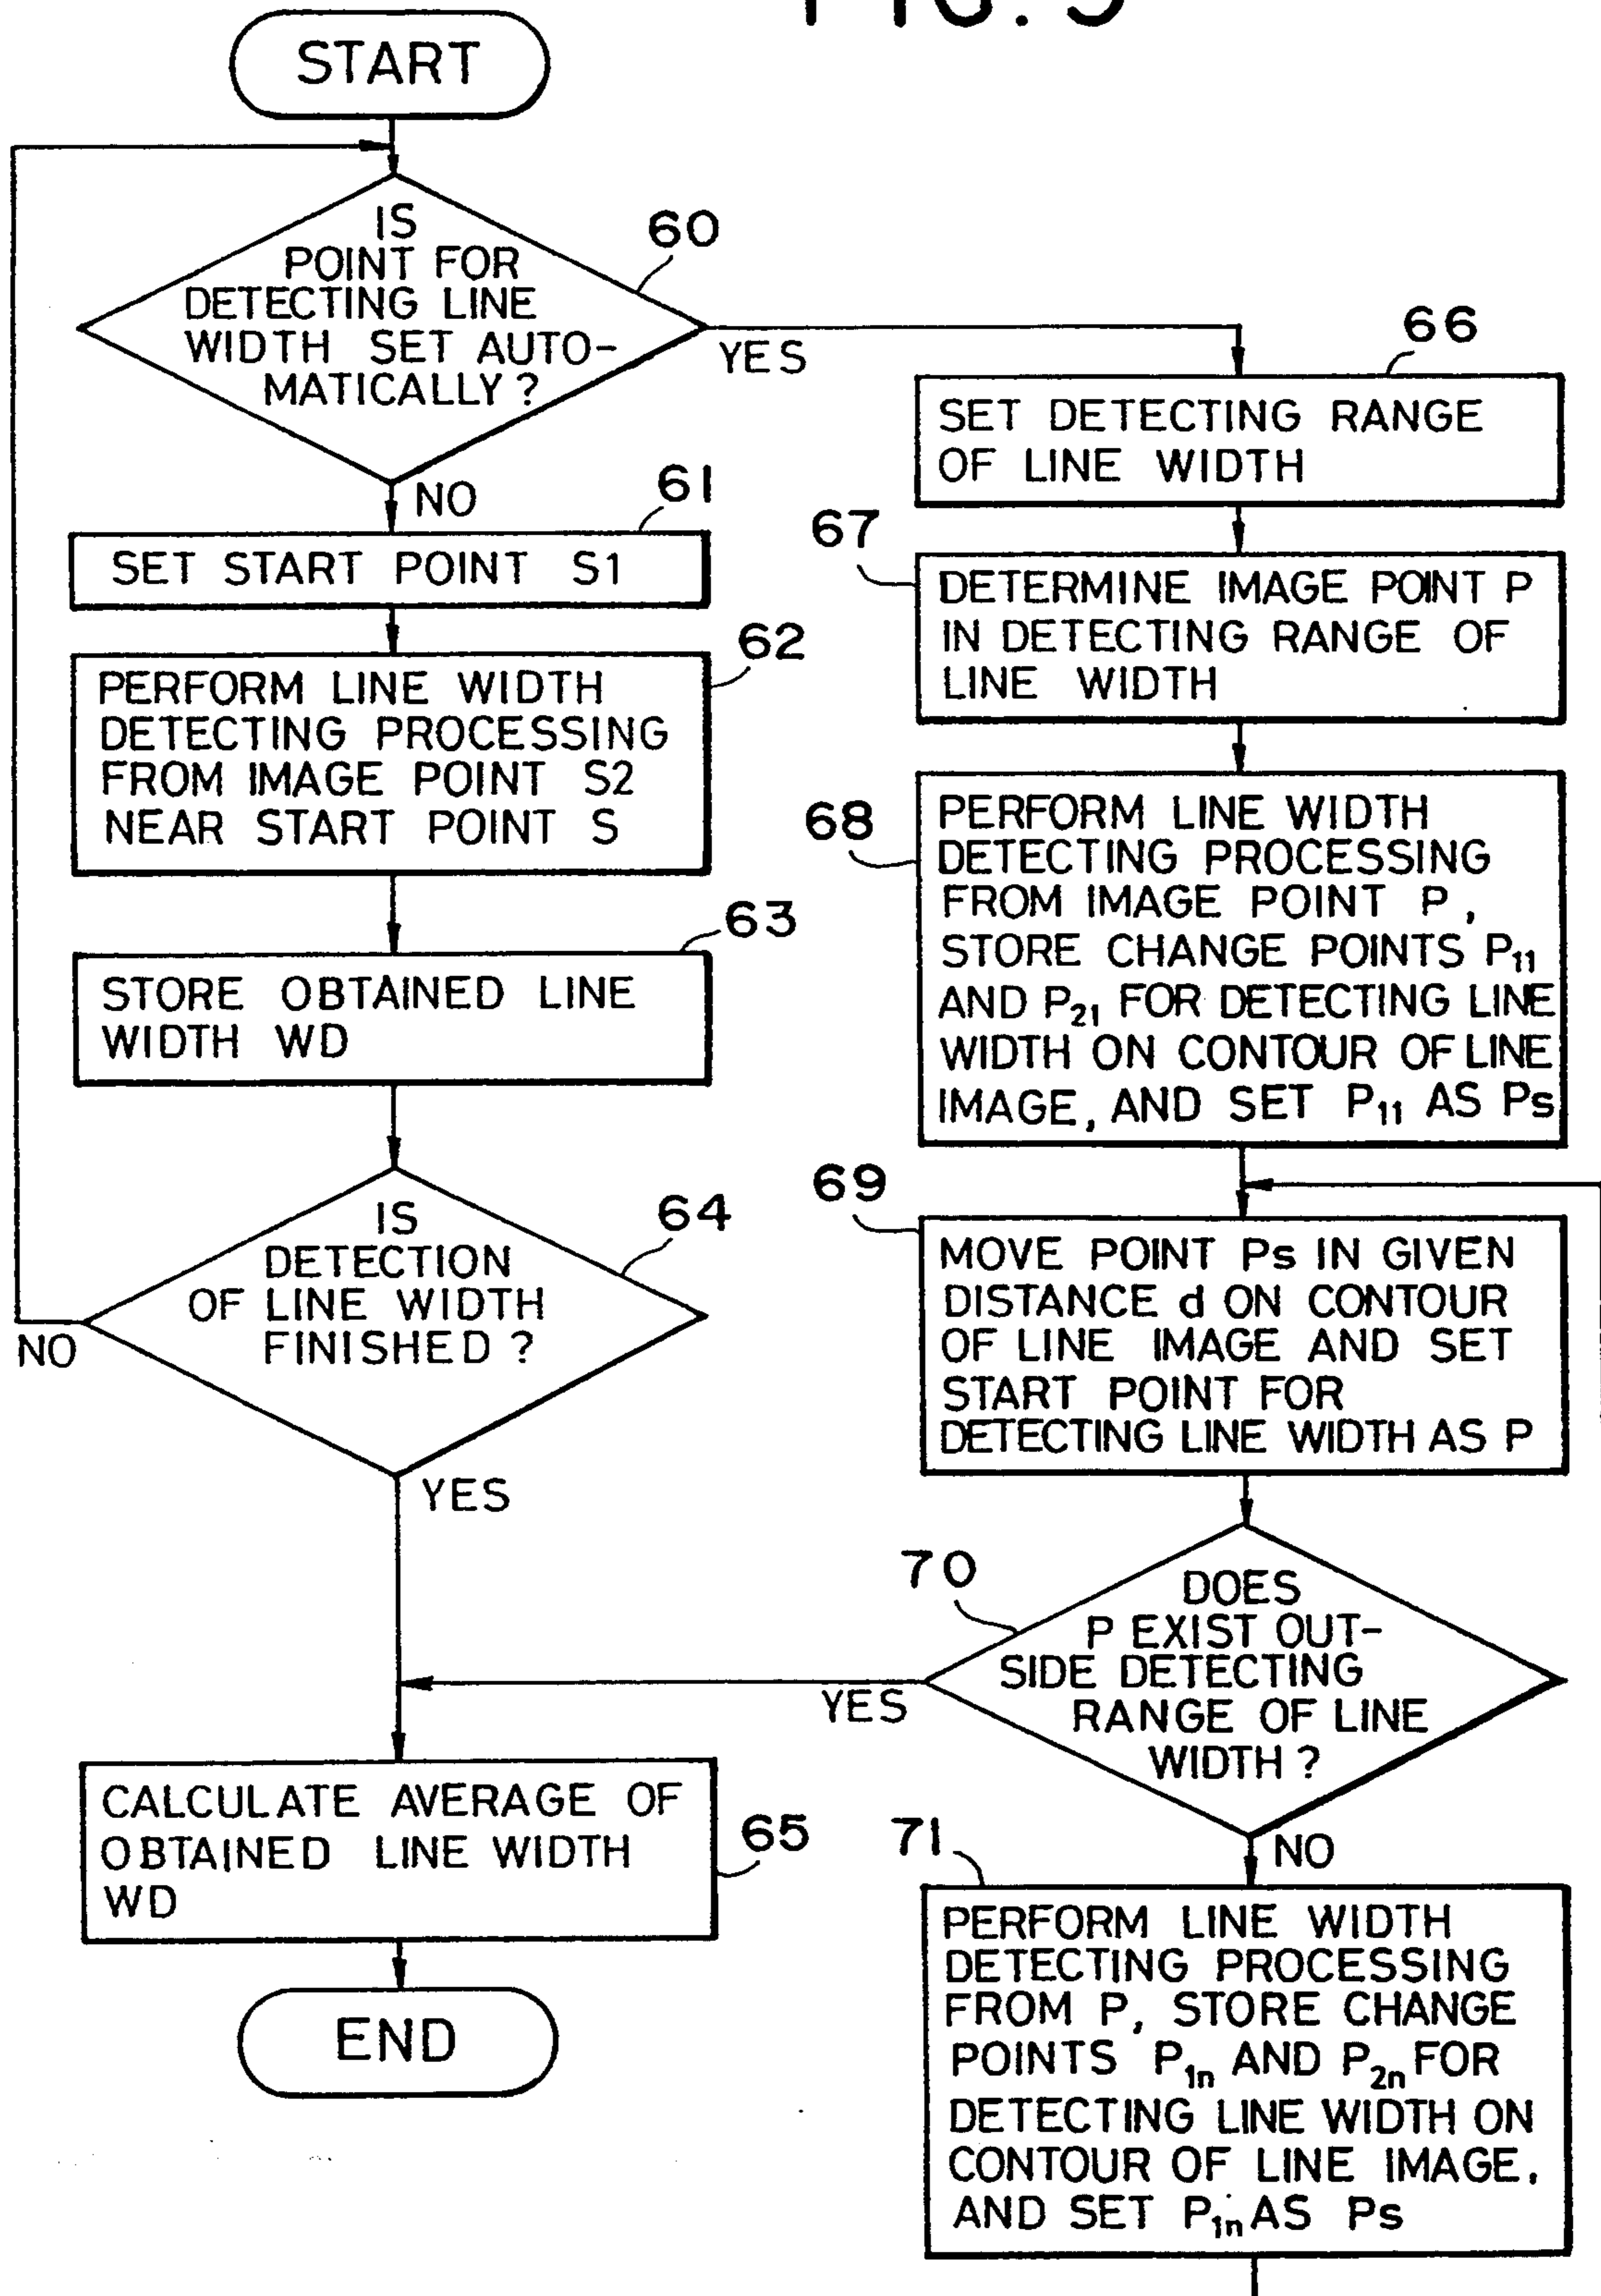 FIG. 9
START
IS
POINT FOR
DETECTING LINE
WIDTH SET AUTO-
MATICALLY ?
60
YES
NO
61
SET START POINT S1
62
PERFORM LINE WIDTH
DETECTING PROCESSING
FROM IMAGE POINT S2
NEAR START POINT S
63
STORE OBTAINED LINE
WIDTH WD
64
IS
DETECTION
OF LINE WIDTH
FINISHED ?
NO
YES
CALCULATE AVERAGE OF
OBTAINED LINE WIDTH
WD
65
END
66
SET DETECTING RANGE
OF LINE WIDTH
67
DETERMINE IMAGE POINT P
IN DETECTING RANGE OF
LINE WIDTH
68
PERFORM LINE WIDTH
DETECTING PROCESSING
FROM IMAGE POINT P,
STORE CHANGE POINTS P₁₁
AND P₂₁ FOR DETECTING LINE
WIDTH ON CONTOUR OF LINE
IMAGE, AND SET P₁₁ AS Ps
69
MOVE POINT Ps IN GIVEN
DISTANCE d ON CONTOUR
OF LINE IMAGE AND SET
START POINT FOR
DETECTING LINE WIDTH AS P
70
DOES
P EXIST OUT-
SIDE DETECTING
RANGE OF LINE
WIDTH ?
YES
NO
71
PERFORM LINE WIDTH
DETECTING PROCESSING
FROM P, STORE CHANGE
POINTS P₁ₙ AND P₂ₙ FOR
DETECTING LINE WIDTH ON
CONTOUR OF LINE IMAGE,
AND SET P₁ₙ AS Ps